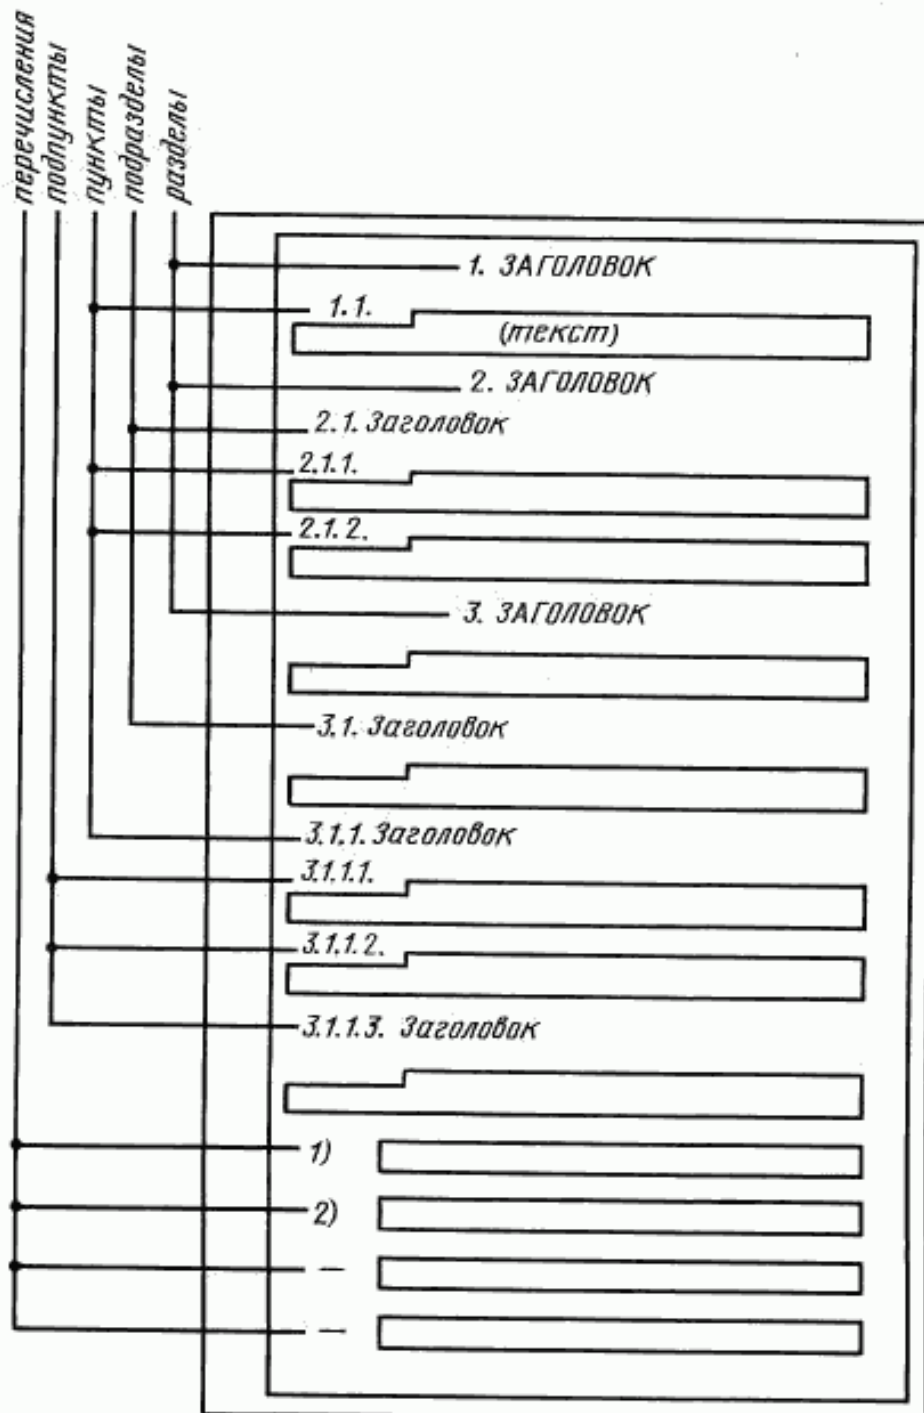 перечисления
подпункты
пункты
подразделы
разделы
1. ЗАГОЛОВОК
1.1.
(текст)
2. ЗАГОЛОВОК
2.1. Заголовок
2.1.1.
2.1.2.
3. ЗАГОЛОВОК
3.1. Заголовок
3.1.1. Заголовок
3.1.1.1.
3.1.1.2.
3.1.1.3. Заголовок
1)
2)
—
—